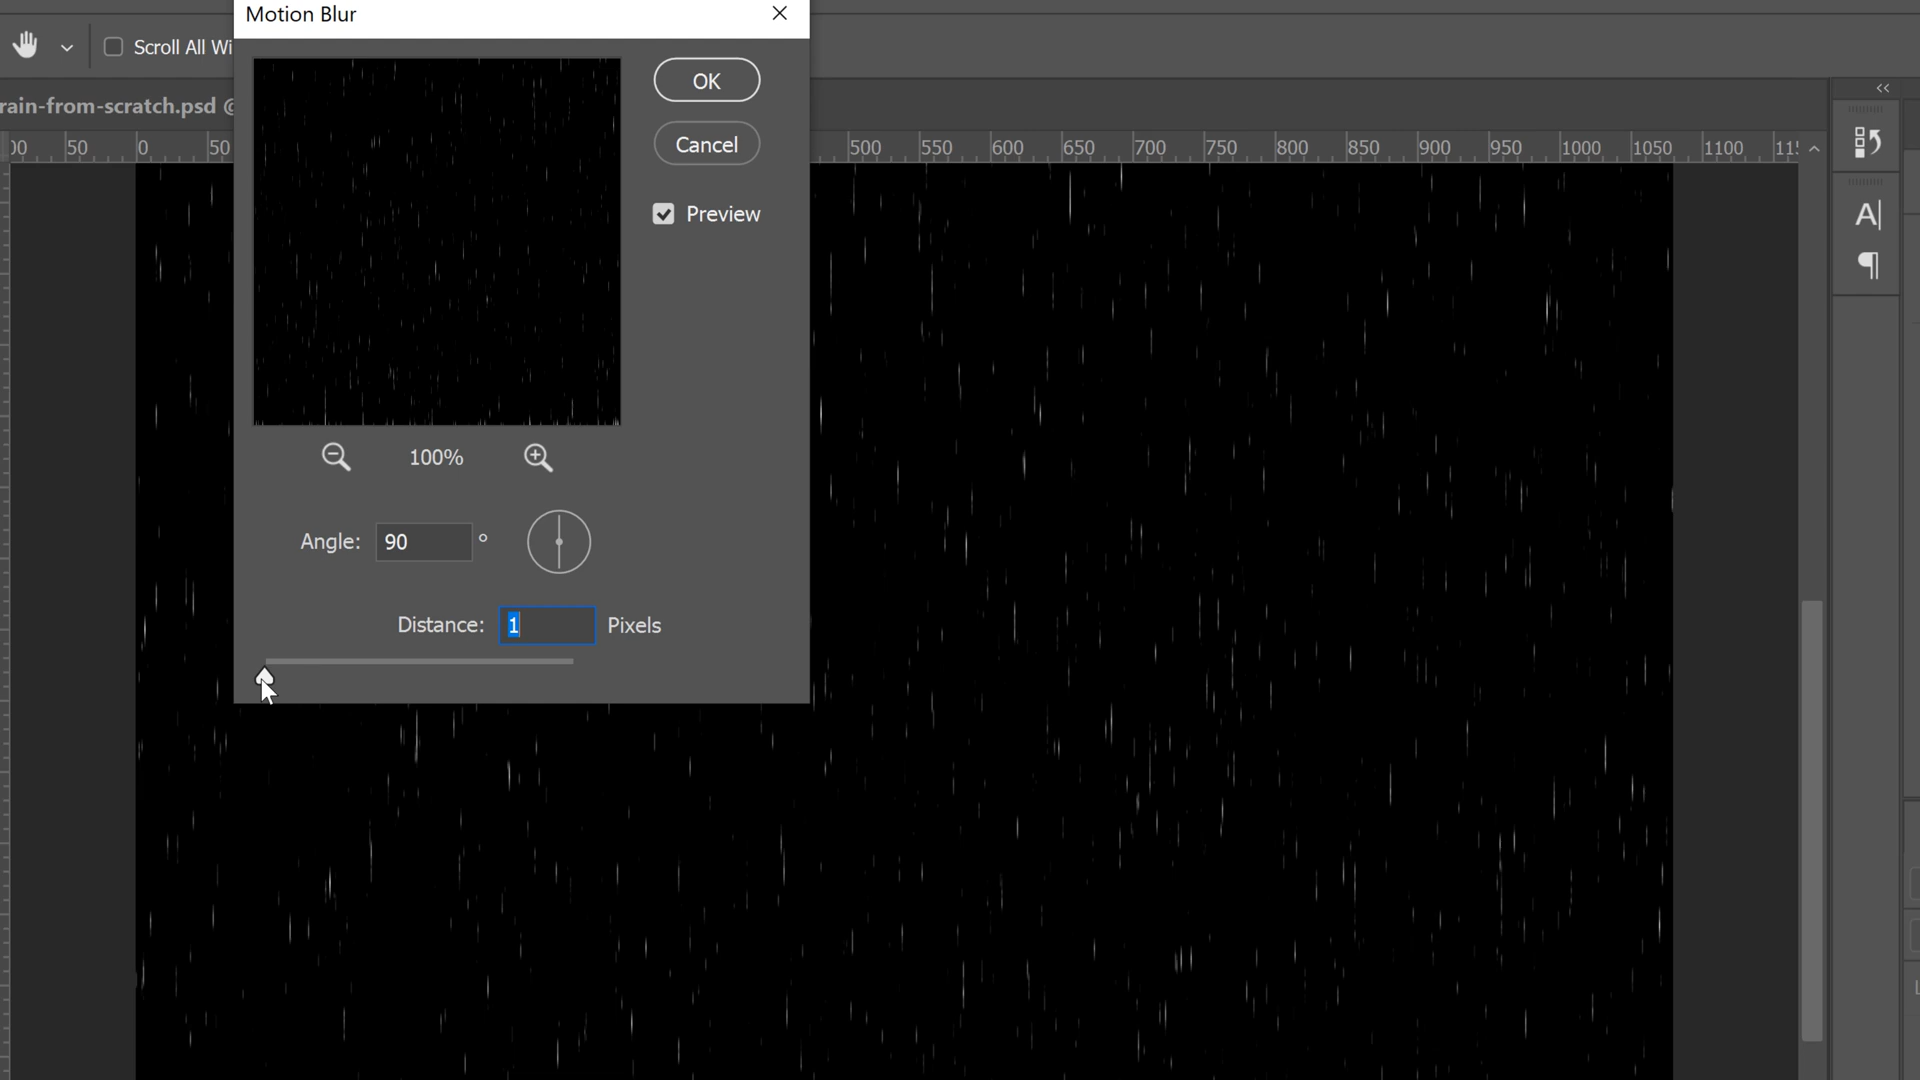 Motion Blur
Scroll All Wi
OK
rain-from-scratch.psd @
Cancel
50 0 50 500 550 600 650 700 750 800 850 900 950 1000 1050 1100
Preview
100%
Angle: 90 °
Distance: 1 Pixels